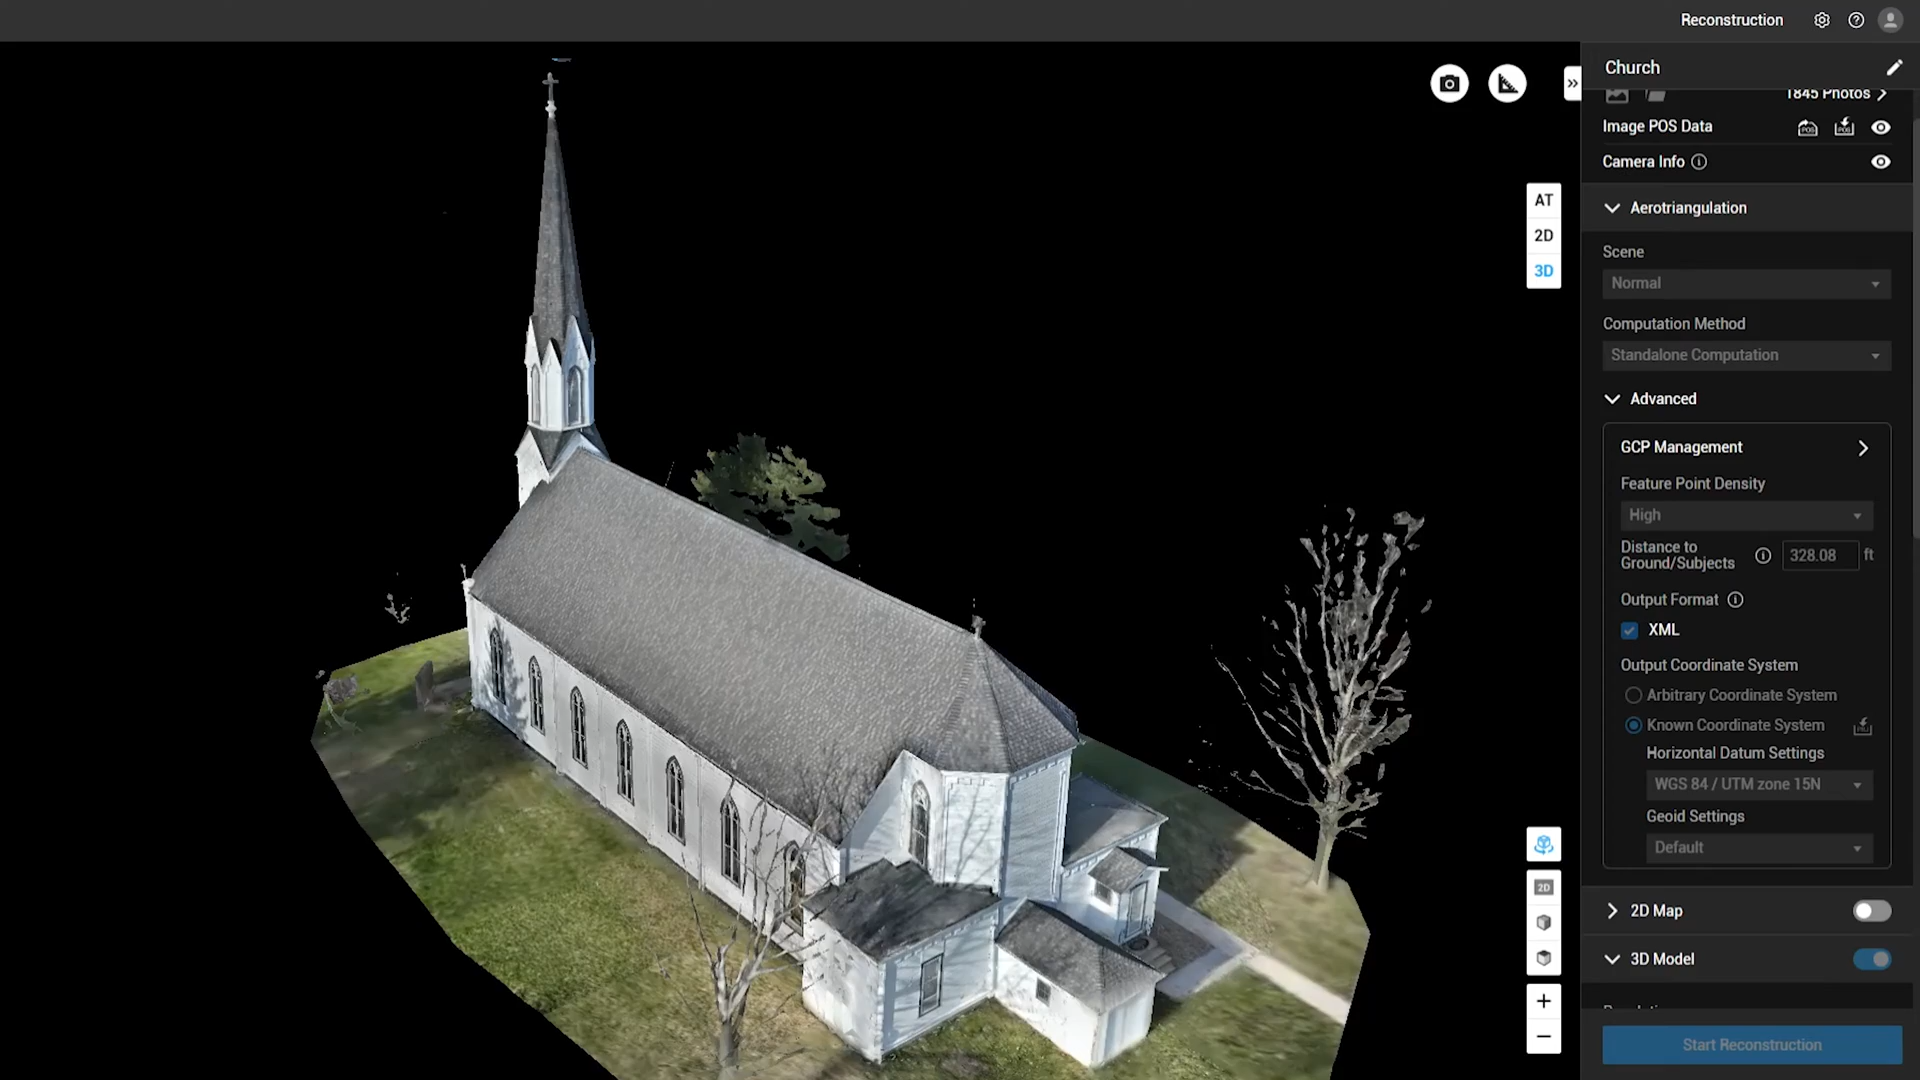 Reconstruction
Church
1845 Photos
Image POS Data
POS
POS
Camera Info
AT
2D
3D
Aerotriangulation
Scene
Normal
Computation Method
Standalone Computation
Advanced
GCP Management
Feature Point Density
High
Distance to
Ground/Subjects
328.08 ft
Output Format
XML
Output Coordinate System
Arbitrary Coordinate System
Known Coordinate System
Horizontal Datum Settings
WGS 84 / UTM zone 15N
Geoid Settings
Default
2D
2D Map
3D Model
Start Reconstruction